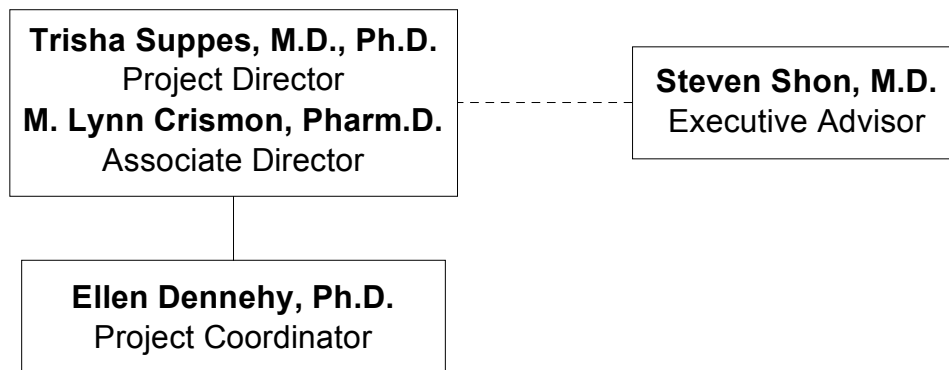 Trisha Suppes, M.D., Ph.D.
Project Director
M. Lynn Crismon, Pharm.D.
Associate Director
Steven Shon, M.D.
Executive Advisor
Ellen Dennehy, Ph.D.
Project Coordinator